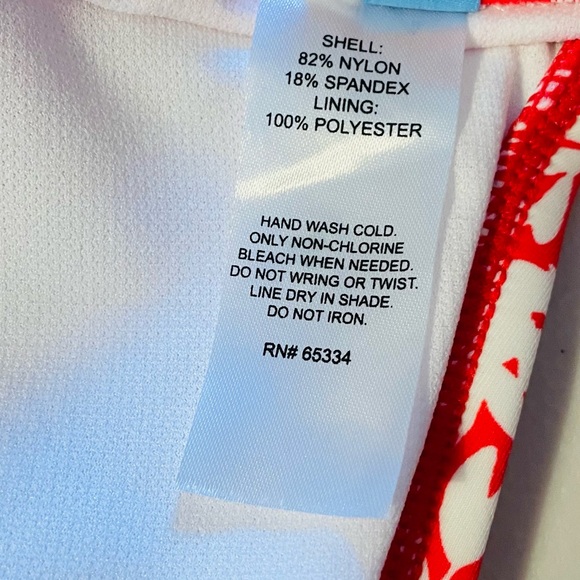 SHELL:
82% NYLON
18% SPANDEX
LINING:
100% POLYESTER
HAND WASH COLD.
ONLY NON-CHLORINE
BLEACH WHEN NEEDED.
DO NOT WRING OR TWIST.
LINE DRY IN SHADE.
DO NOT IRON.
RN# 65334